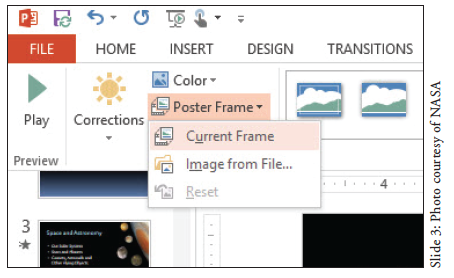 FILE HOME INSERT DESIGN TRANSITIONS
Play
Corrections
Color
Poster Frame
Current Frame
Image from File...
Reset
Preview
4
3
Space and Astronomy
Slide 3: Photo courtesy of NASA